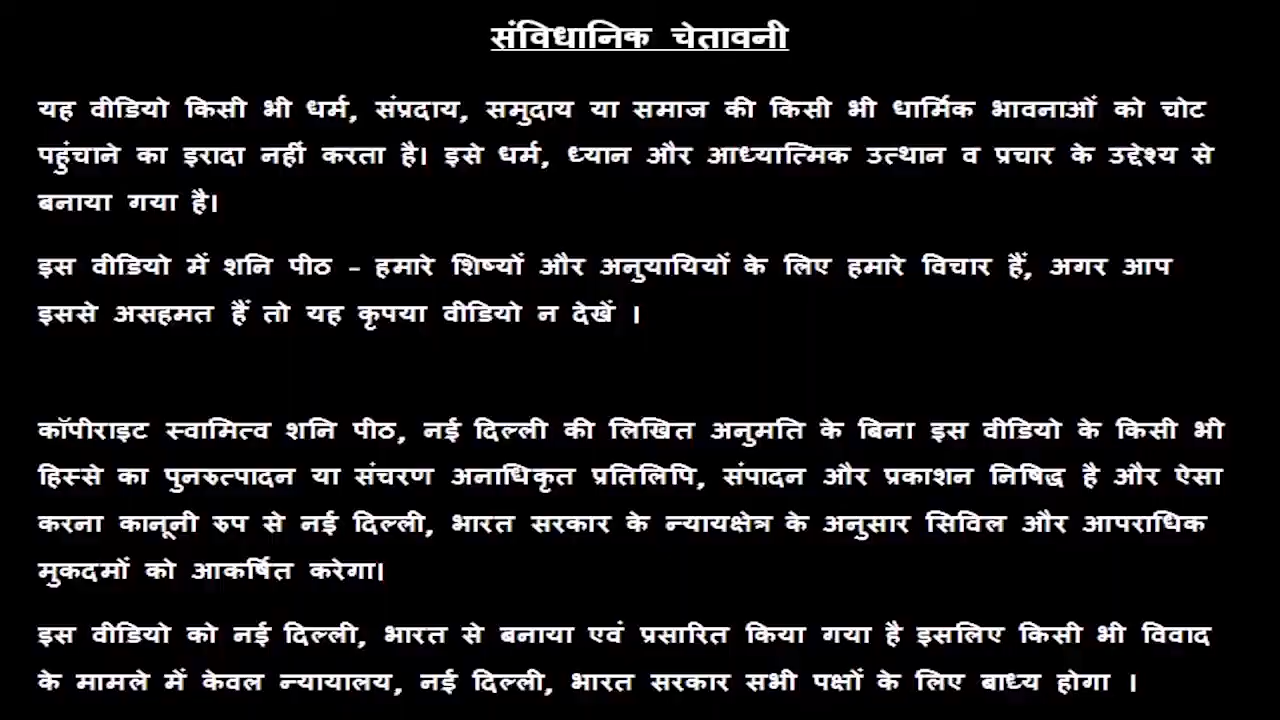 संविधानिक चेतावनी
यह वीडियो किसी भी धर्म, संप्रदाय, समुदाय या समाज की किसी भी धार्मिक भावनाओं को चोट
पहुंचाने का इरादा नहीं करता है। इसे धर्म, ध्यान और आध्यात्मिक उत्थान व प्रचार के उद्देश्य से
बनाया गया है।
इस वीडियो में शनि पीठ – हमारे शिष्यों और अनुयायियों के लिए हमारे विचार हैं, अगर आप
इससे असहमत हैं तो यह कृपया वीडियो न देखें ।
कॉपीराइट स्वामित्व शनि पीठ, नई दिल्ली की लिखित अनुमति के बिना इस वीडियो के किसी भी
हिस्से का पुनरुत्पादन या संचरण अनाधिकृत प्रतिलिपि, संपादन और प्रकाशन निषिद्ध है और ऐसा
करना कानूनी रुप से नई दिल्ली, भारत सरकार के न्यायक्षेत्र के अनुसार सिविल और आपराधिक
मुकदमों को आकर्षित करेगा।
इस वीडियो को नई दिल्ली, भारत से बनाया एवं प्रसारित किया गया है इसलिए किसी भी विवाद
के मामले में केवल न्यायालय, नई दिल्ली, भारत सरकार सभी पक्षों के लिए बाध्य होगा ।